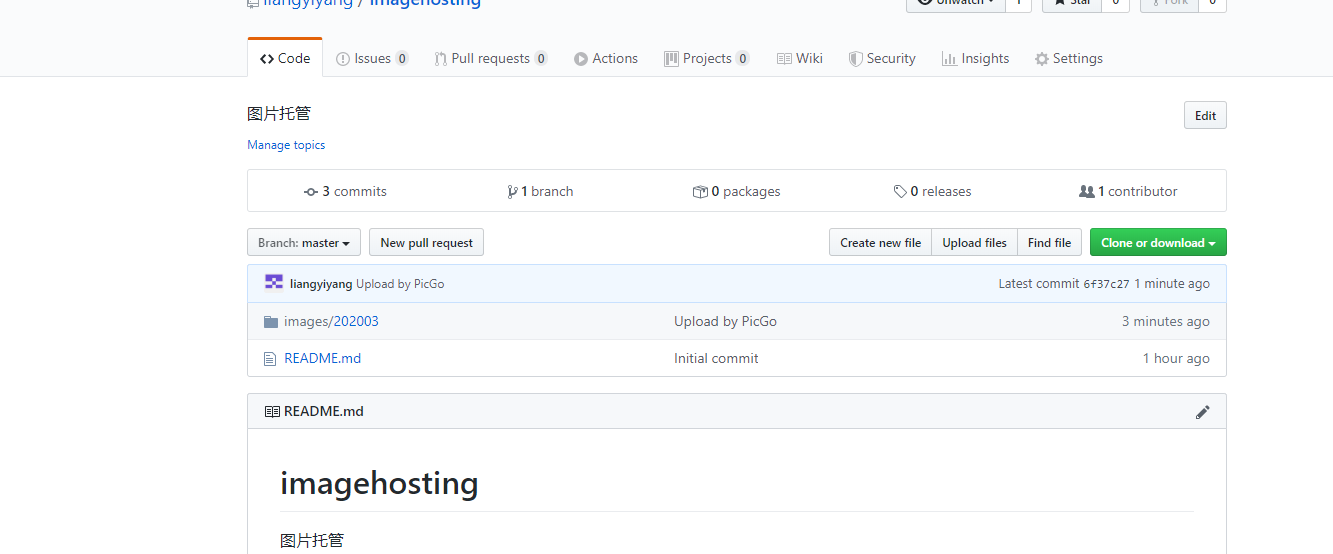 liangyiyang / imagehosting Unwatch 1 Star 0 Fork 0
Code Issues 0 Pull requests 0 Actions Projects 0 Wiki Security Insights Settings
图片托管 Edit
Manage topics
3 commits 1 branch 0 packages 0 releases 1 contributor
Branch: master New pull request Create new file Upload files Find file Clone or download
liangyiyang Upload by PicGo Latest commit 6f37c27 1 minute ago
images/202003 Upload by PicGo 3 minutes ago
README.md Initial commit 1 hour ago
README.md
imagehosting
图片托管